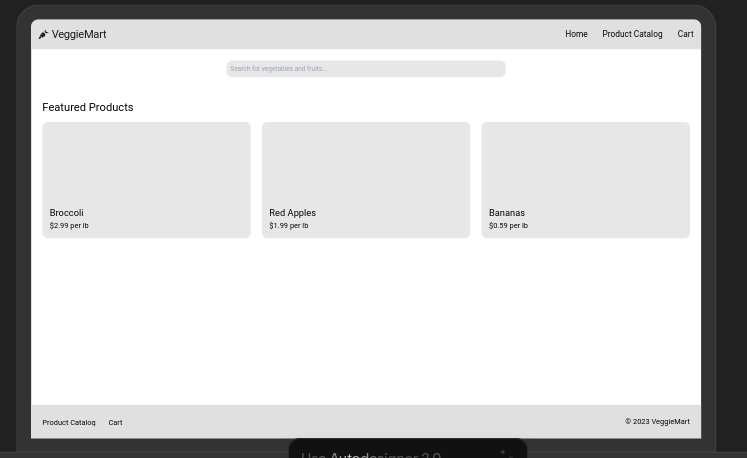 VeggieMart
Home Product Catalog Cart
Search for vegetables and fruits...
Featured Products
Broccoli
$2.99 per lb
Red Apples
$1.99 per lb
Bananas
$0.59 per lb
Product Catalog Cart
© 2023 VeggieMart
Use Autodesigner 2.0